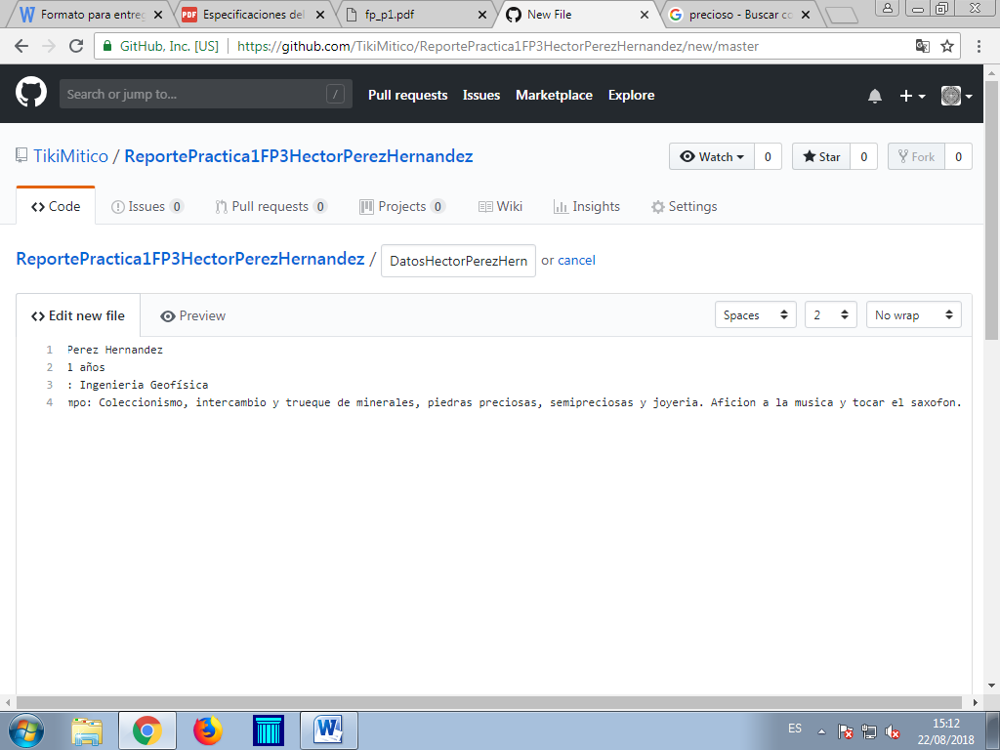 Formato para entreg
Especificaciones del
fp_p1.pdf
New File
precioso - Buscar co
GitHub, Inc. [US] https://github.com/TikiMitico/ReportePractica1FP3HectorPerezHernandez/new/master
Search or jump to... / Pull requests Issues Marketplace Explore
TikiMitico / ReportePractica1FP3HectorPerezHernandez
Watch 0 Star 0 Fork 0
Code Issues 0 Pull requests 0 Projects 0 Wiki Insights Settings
ReportePractica1FP3HectorPerezHernandez / DatosHectorPerezHern or cancel
Edit new file Preview Spaces 2 No wrap
1 Perez Hernandez
2 1 años
3 : Ingenieria Geofísica
4 mpo: Coleccionismo, intercambio y trueque de minerales, piedras preciosas, semipreciosas y joyeria. Aficion a la musica y tocar el saxofon.
ES 15:12
22/08/2018